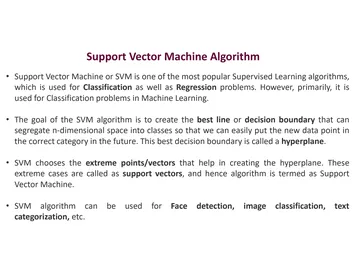 Support Vector Machine Algorithm
• Support Vector Machine or SVM is one of the most popular Supervised Learning algorithms,
which is used for Classification as well as Regression problems. However, primarily, it is
used for Classification problems in Machine Learning.
• The goal of the SVM algorithm is to create the best line or decision boundary that can
segregate n-dimensional space into classes so that we can easily put the new data point in
the correct category in the future. This best decision boundary is called a hyperplane.
• SVM chooses the extreme points/vectors that help in creating the hyperplane. These
extreme cases are called as support vectors, and hence algorithm is termed as Support
Vector Machine.
• SVM algorithm can be used for Face detection, image classification, text
categorization, etc.